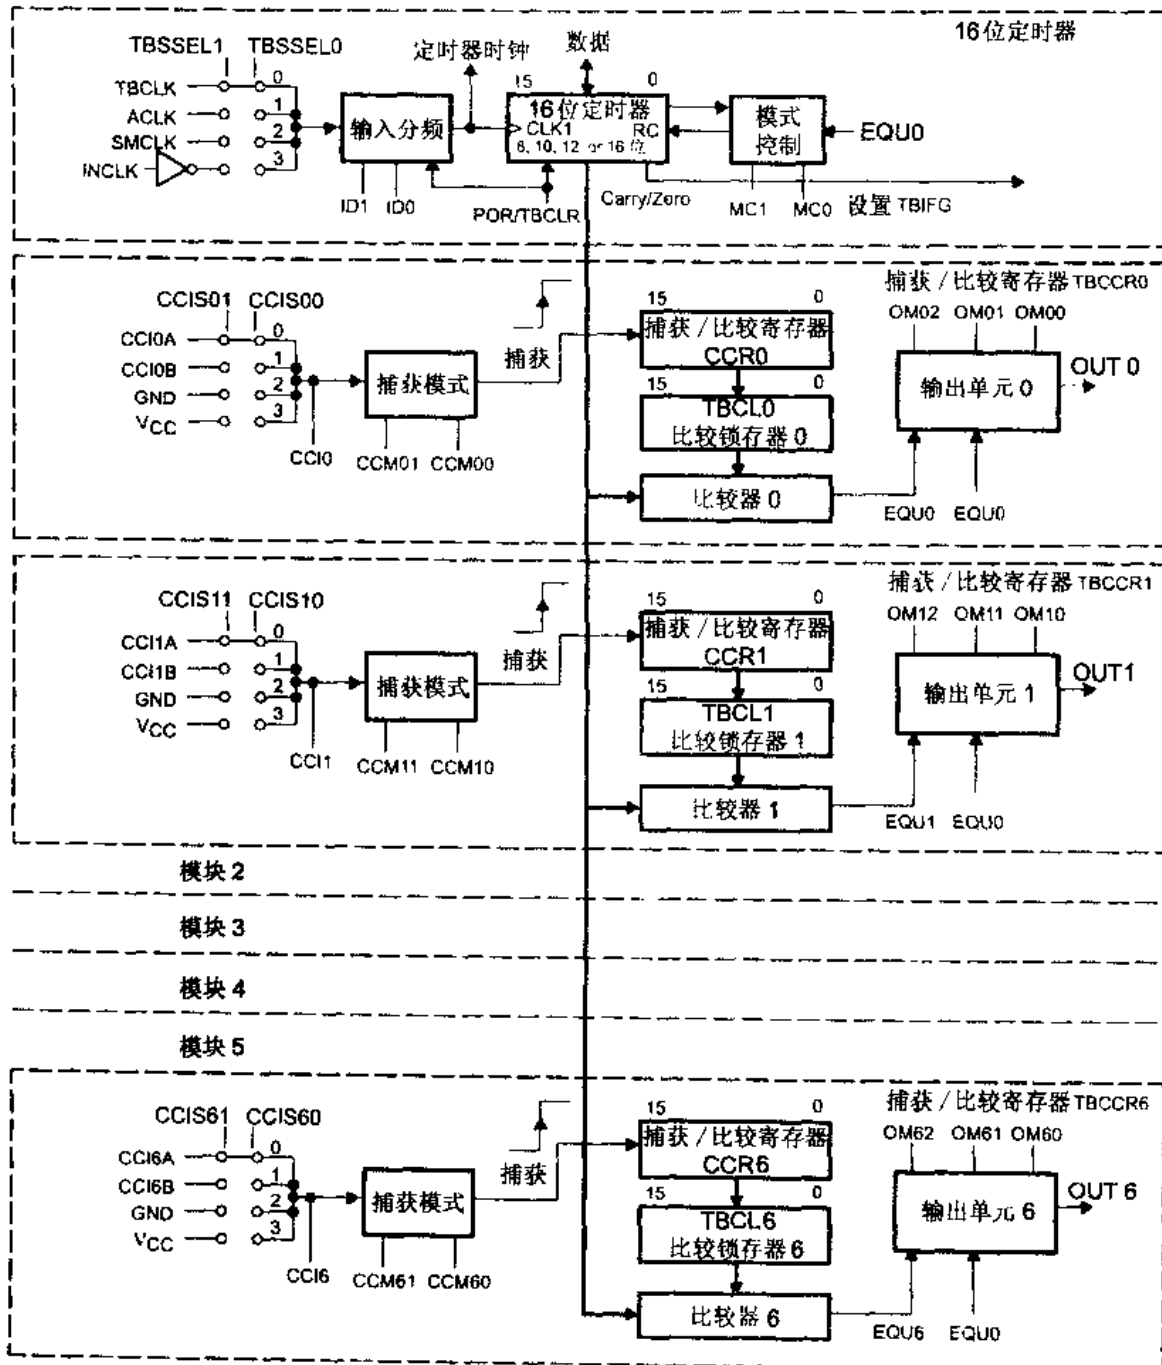 16位定时器
TBSSEL1 TBSSEL0
定时器时钟
数据
TBCLK 0
ACLK 1
SMCLK 2
INCLK 3
输入分频
ID1 ID0
15 0
16位定时器
CLK1 RC
8, 10, 12 or 16 位
POR/TBCLR
Carry/Zero
模式
控制
EQU0
MC1 MC0
设置 TBIFG
捕获/比较寄存器 TBCCR0
CCIS01 CCIS00
CCI0A 0
CCI0B 1
GND 2
VCC 3
CCI0
捕获模式
CCM01 CCM00
捕获
15 0
捕获/比较寄存器
CCR0
15 0
TBCL0
比较锁存器 0
比较器 0
OM02 OM01 OM00
输出单元 0
OUT 0
EQU0 EQU0
捕获/比较寄存器 TBCCR1
CCIS11 CCIS10
CCI1A 0
CCI1B 1
GND 2
VCC 3
CCI1
捕获模式
CCM11 CCM10
捕获
15 0
捕获/比较寄存器
CCR1
15 0
TBCL1
比较锁存器 1
比较器 1
OM12 OM11 OM10
输出单元 1
OUT1
EQU1 EQU0
模块 2
模块 3
模块 4
模块 5
捕获/比较寄存器 TBCCR6
CCIS61 CCIS60
CCI6A 0
CCI6B 1
GND 2
VCC 3
CCI6
捕获模式
CCM61 CCM60
捕获
15 0
捕获/比较寄存器
CCR6
15 0
TBCL6
比较锁存器 6
比较器 6
OM62 OM61 OM60
输出单元 6
OUT 6
EQU6 EQU0